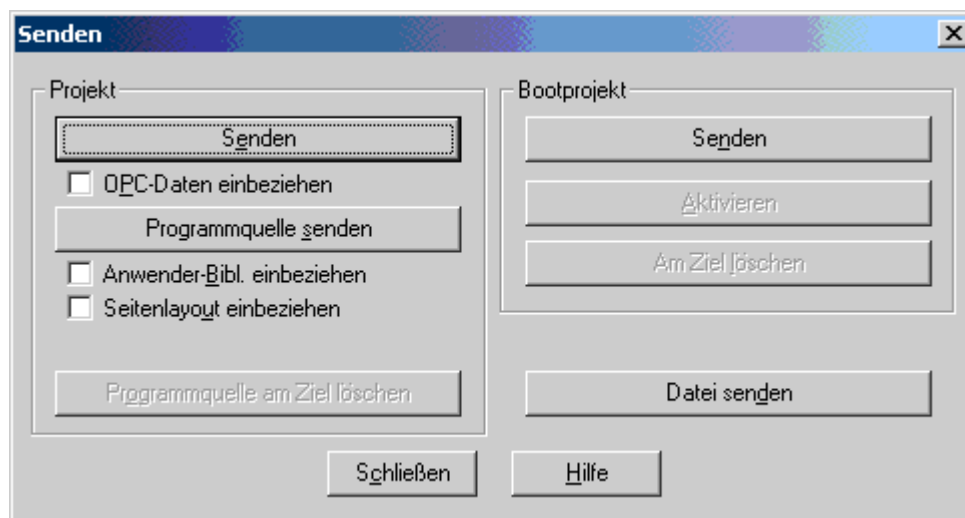 Senden
Projekt
Senden
OPC-Daten einbeziehen
Programmquelle senden
Anwender-Bibl. einbeziehen
Seitenlayout einbeziehen
Programmquelle am Ziel löschen
Bootprojekt
Senden
Aktivieren
Am Ziel löschen
Datei senden
Schließen
Hilfe